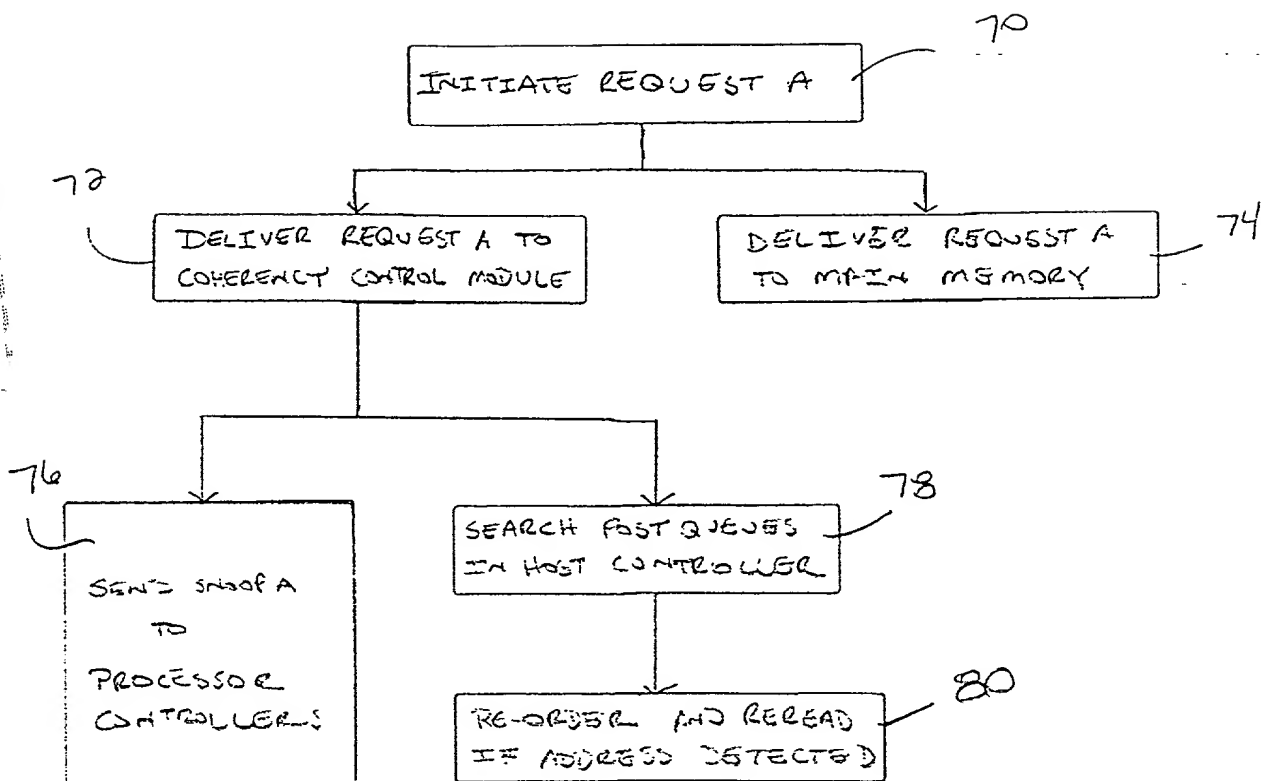 70
INITIATE REQUEST A
72
DELIVER REQUEST A TO
COHERENCY CONTROL MODULE
DELIVER REQUEST A
TO MAIN MEMORY
74
76
SEND SNOOP A
TO
PROCESSOR
CONTROLLERS
78
SEARCH POST QUEUES
IN HOST CONTROLLER
80
RE-ORDER AND REREAD
IF ADDRESS DETECTED